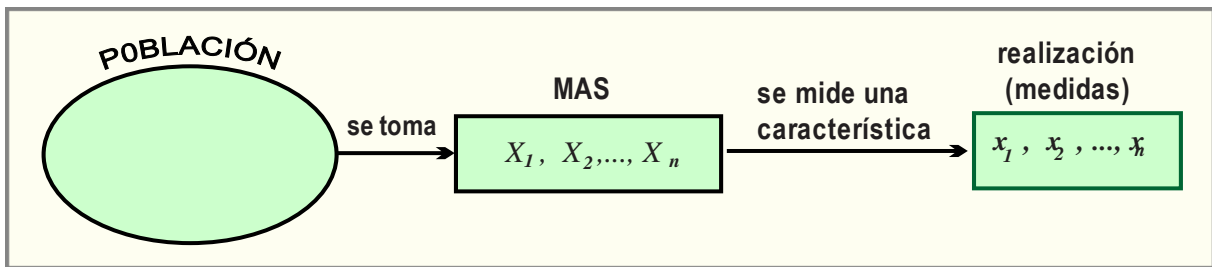 P0BLACIÓN
se toma
MAS
X1, X2,..., Xn
se mide una
característica
realización
(medidas)
x1 , x2 , ..., xn